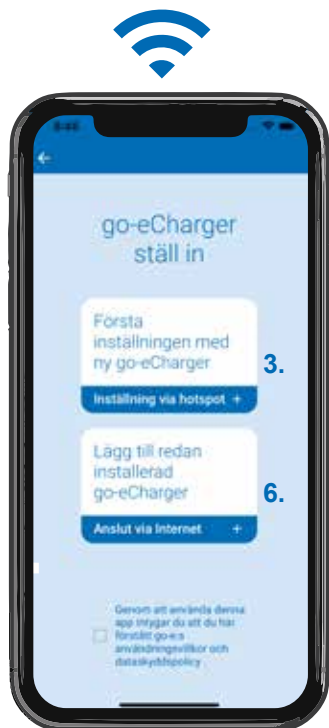 go-eCharger
ställ in
Första
inställningen med
ny go-eCharger
3.
Inställning via hotspot +
Lägg till redan
installerad
go-eCharger
6.
Anslut via Internet +
Genom att använda denna
app intygar du att du har
förstått go-e:s
användningsvillkor och
dataskyddspolicy